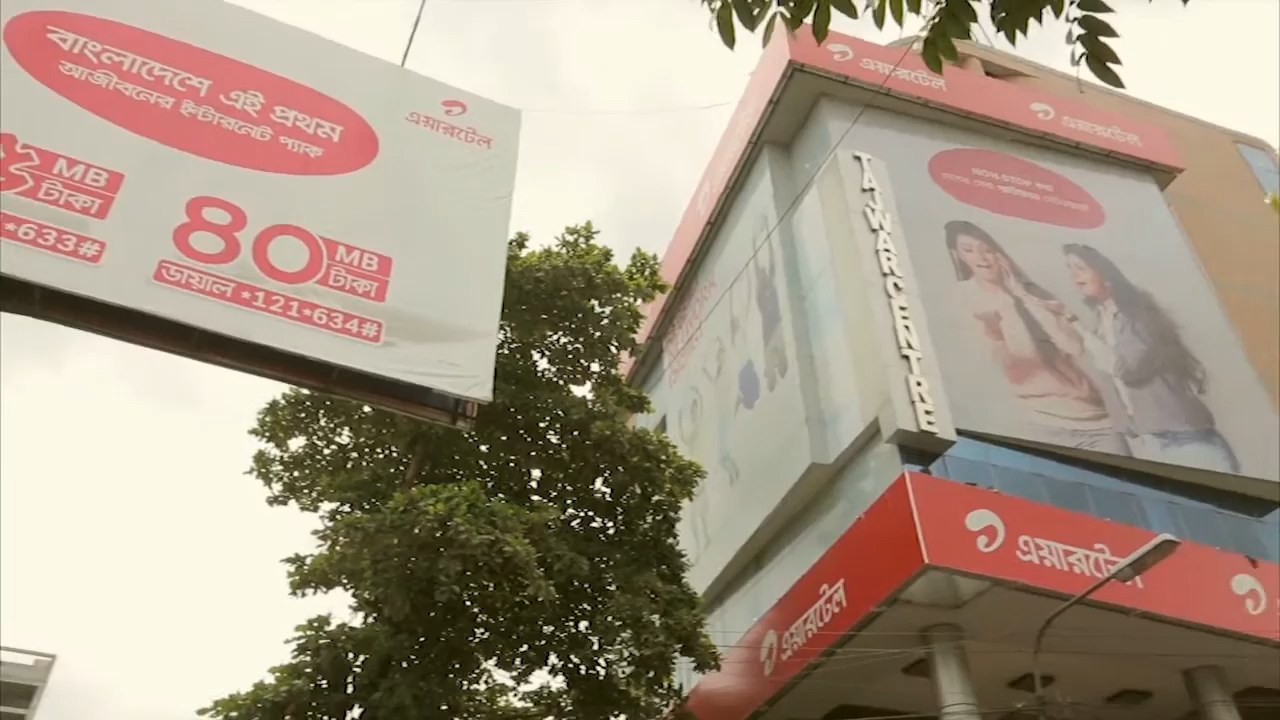 বাংলাদেশে এই প্রথম
আজীবনের ইন্টারনেট প্যাক
এয়ারটেল
MB
টাকা
*633#
৪০ MB
টাকা
ডায়াল *121*634#
এয়ারটেল
এয়ারটেল
TAJWAR CENTRE
NON-STOP
এয়ারটেল
এয়ারটেল